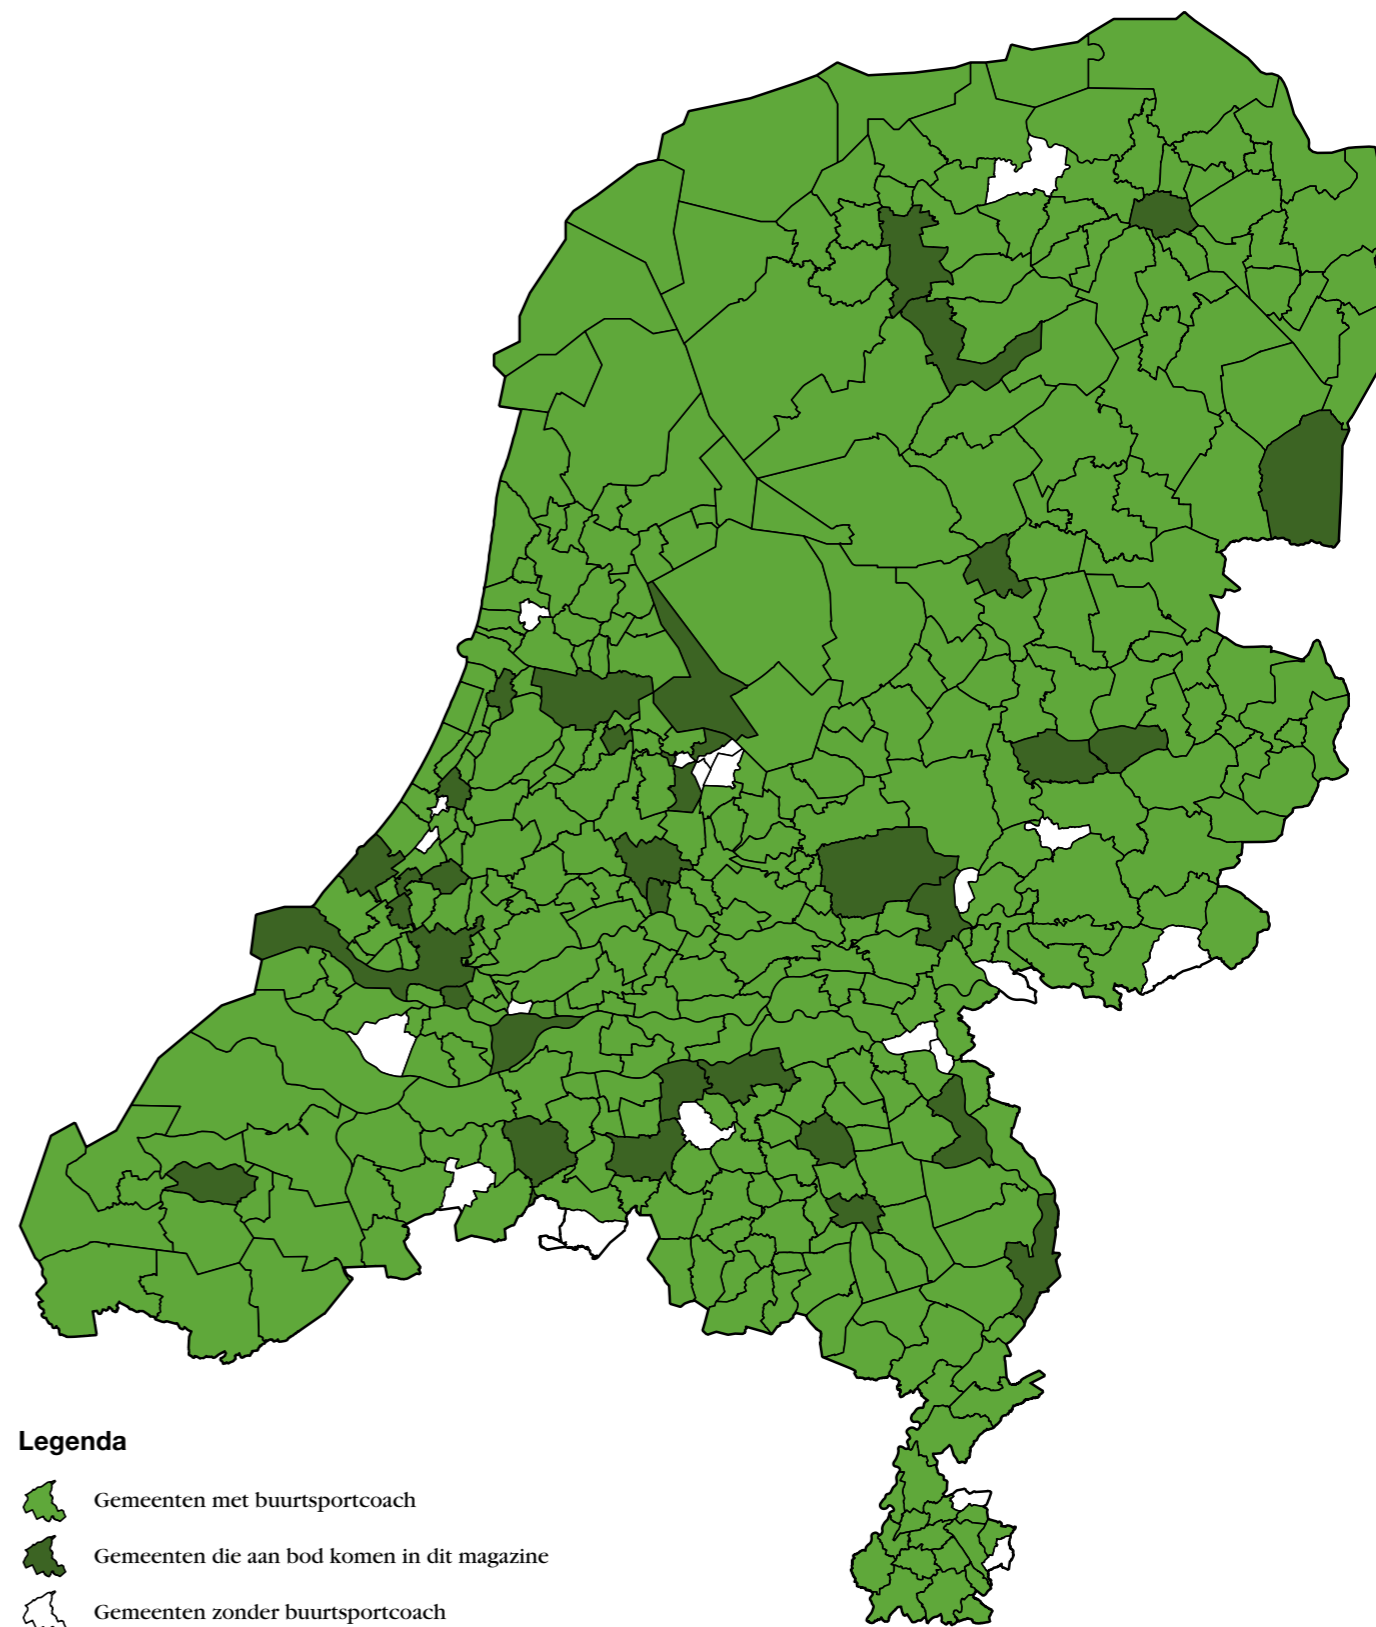 Legenda
Gemeenten met buurtsportcoach
Gemeenten die aan bod komen in dit magazine
Gemeenten zonder buurtsportcoach